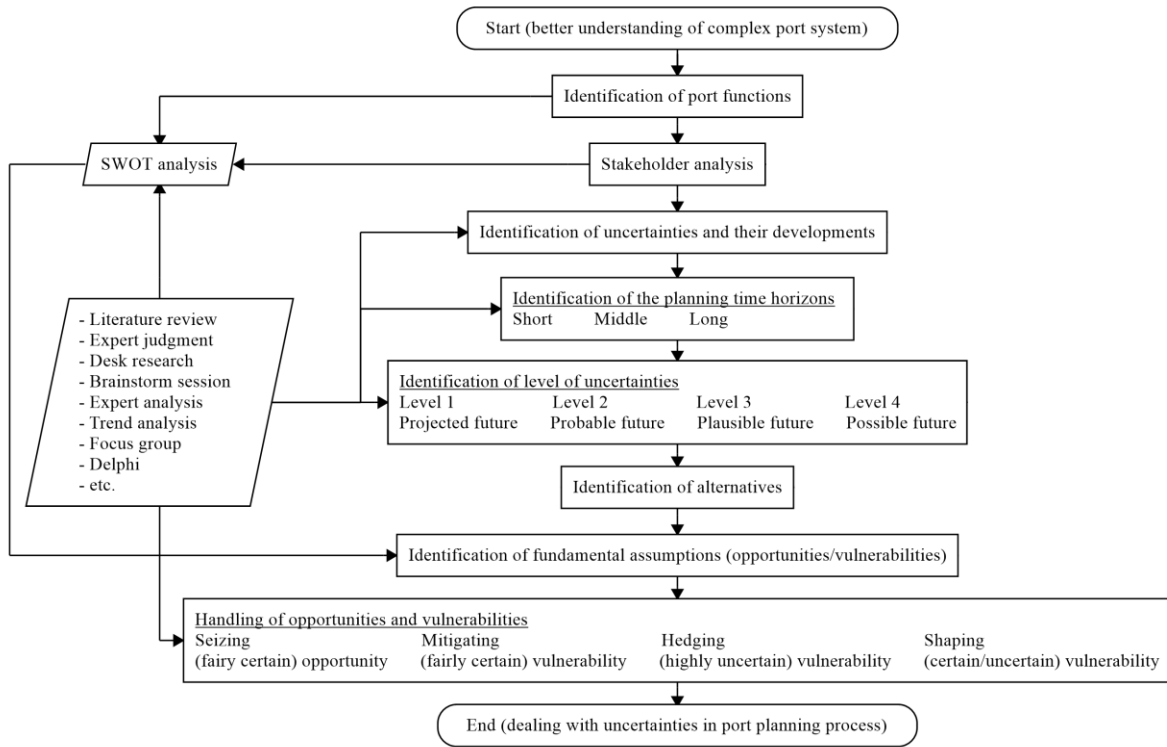 Start (better understanding of complex port system)
Identification of port functions
SWOT analysis
Stakeholder analysis
Identification of uncertainties and their developments
Identification of the planning time horizons
Short Middle Long
- Literature review
- Expert judgment
- Desk research
- Brainstorm session
- Expert analysis
- Trend analysis
- Focus group
- Delphi
- etc.
Identification of level of uncertainties
Level 1 Level 2 Level 3 Level 4
Projected future Probable future Plausible future Possible future
Identification of alternatives
Identification of fundamental assumptions (opportunities/vulnerabilities)
Handling of opportunities and vulnerabilities
Seizing Mitigating Hedging Shaping
(fairy certain) opportunity (fairly certain) vulnerability (highly uncertain) vulnerability (certain/uncertain) vulnerability
End (dealing with uncertainties in port planning process)